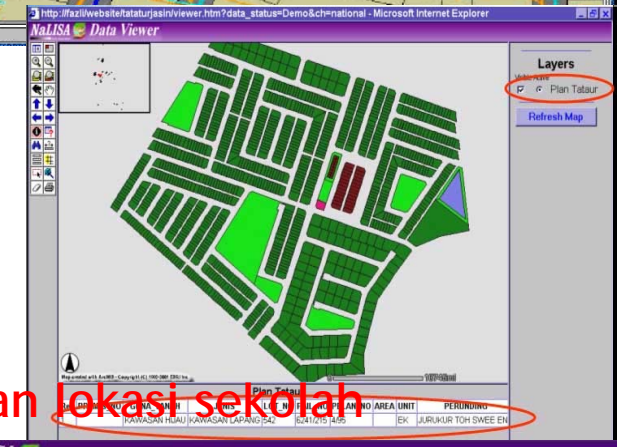 http://fazli/website/tataturjasin/viewer.htm?data_status=Demo&ch=national - Microsoft Internet Explorer
NaLISA Data Viewer
Layers
Visible Active
Plan Tataur
Refresh Map
Plan Tataur
AREA UNIT PERUNDING
KAWASAN HIJAU KAWASAN LAPANG 542 6241/215 4/95 EK JURUKUR TOH SWEE EN
an lokasi sekolah